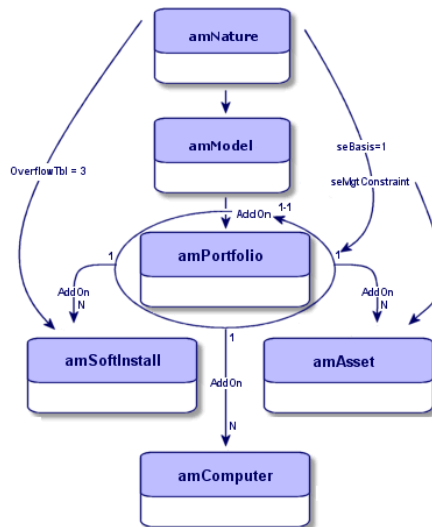 amNature
amModel
OverflowTbl = 3
seBasis=1
seMgtConstraint
1-1
AddOn
1
amPortfolio
1
AddOn
N
AddOn
N
1
amSoftInstall
amAsset
AddOn
N
amComputer